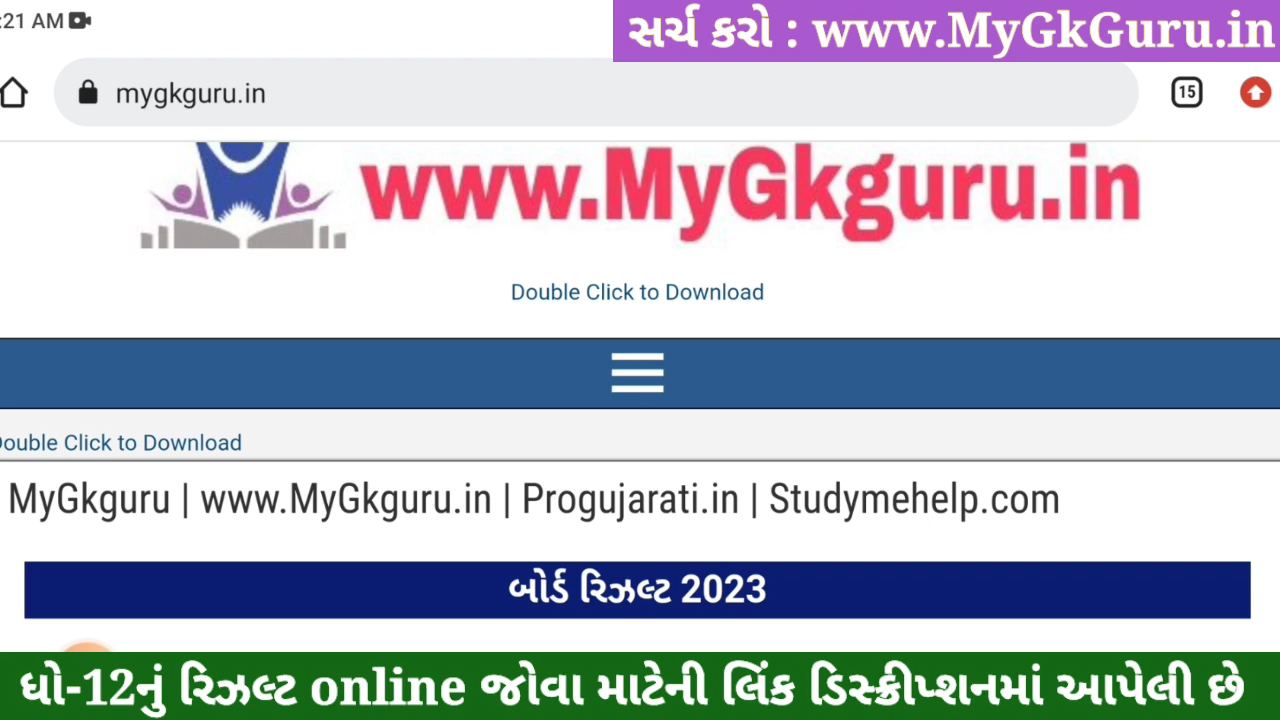 :21 AM
સર્ચ કરો : www.MyGkGuru.in
mygkguru.in
15
www.MyGkguru.in
Double Click to Download
Double Click to Download
MyGkguru | www.MyGkguru.in | Progujarati.in | Studymehelp.com
બોર્ડ રિઝલ્ટ 2023
ધો-12નું રિઝલ્ટ online જોવા માટેની લિંક ડિસ્ક્રીપ્શનમાં આપેલી છે